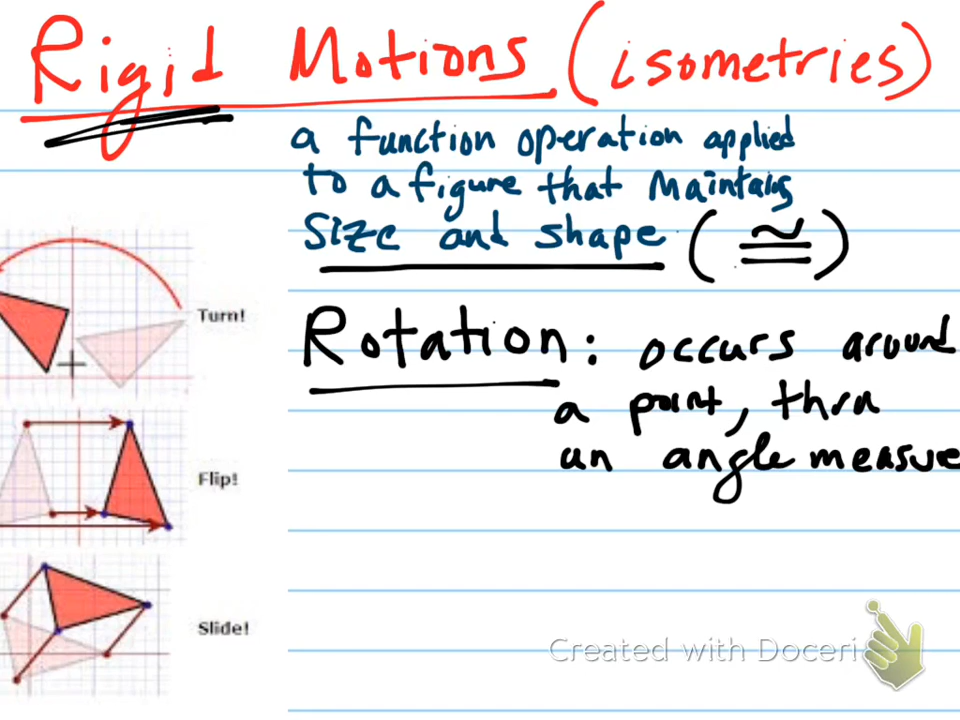 Rigid Motions (isometries)
a function operation applied
to a figure that Maintains
Size and shape (≅)
Turn!
Rotation: occurs around
a point, thru
an angle measure
Flip!
Slide!
Created with Doceri